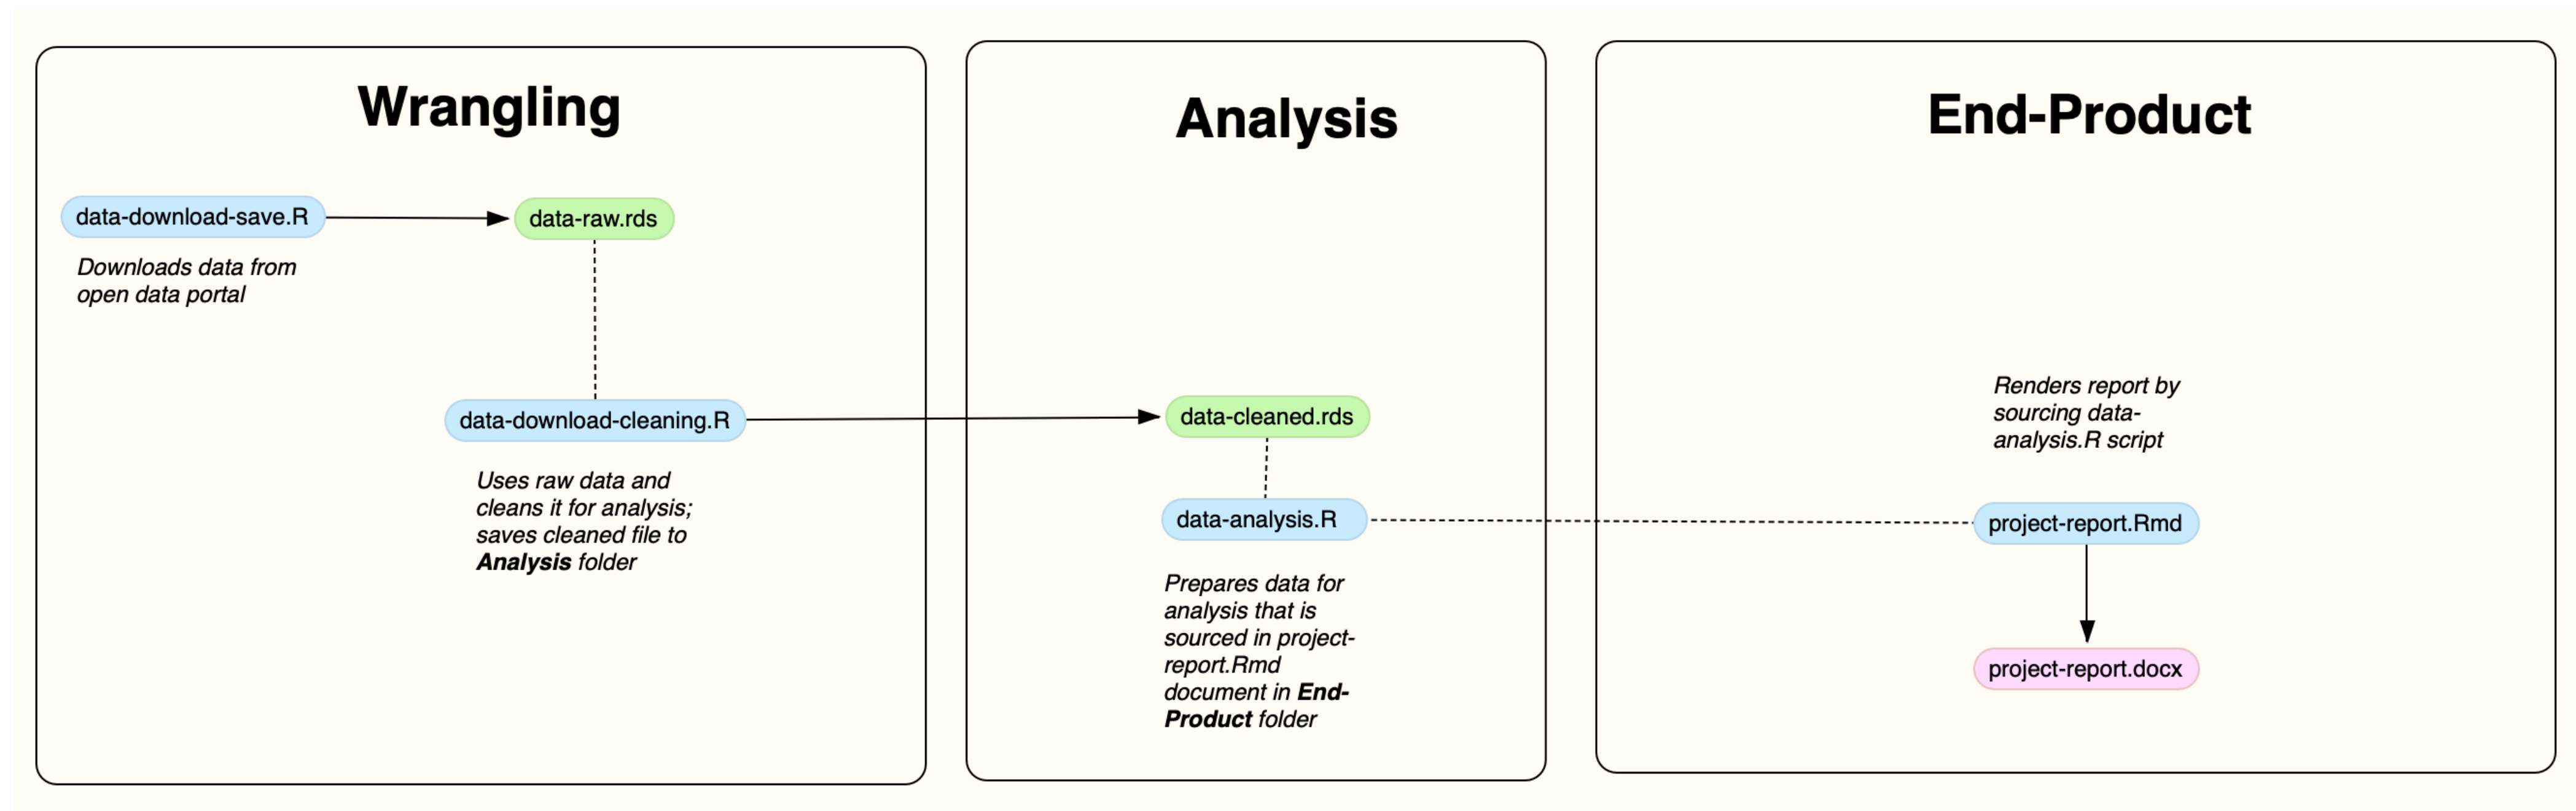 Wrangling
data-download-save.R
data-raw.rds
Downloads data from
open data portal
data-download-cleaning.R
Uses raw data and
cleans it for analysis;
saves cleaned file to
Analysis folder
Analysis
data-cleaned.rds
data-analysis.R
Prepares data for
analysis that is
sourced in project-
report.Rmd
document in End-
Product folder
End-Product
Renders report by
sourcing data-
analysis.R script
project-report.Rmd
project-report.docx